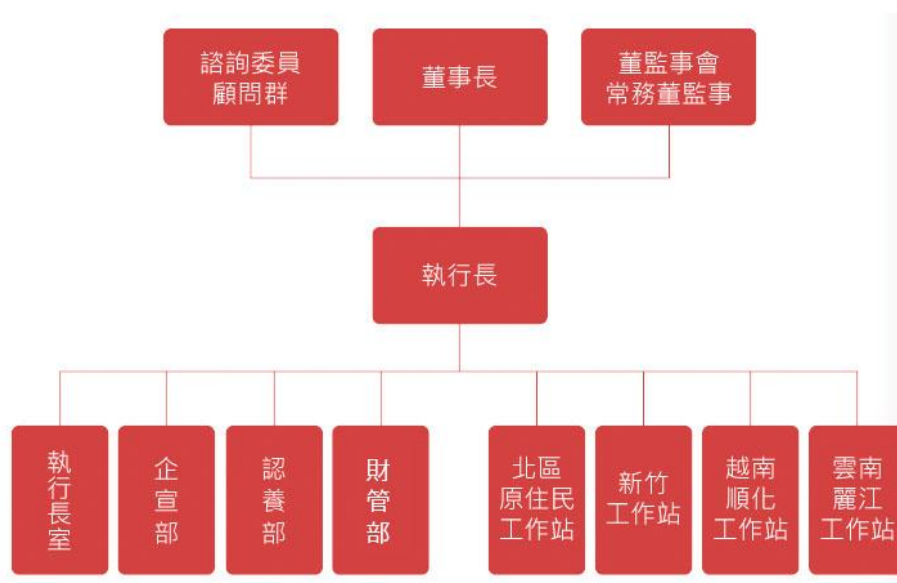 諮詢委員
顧問群
董事長
董監事會
常務董監事
執行長
執行長室
企宣部
認養部
財管部
北區
原住民
工作站
新竹
工作站
越南
順化
工作站
雲南
麗江
工作站